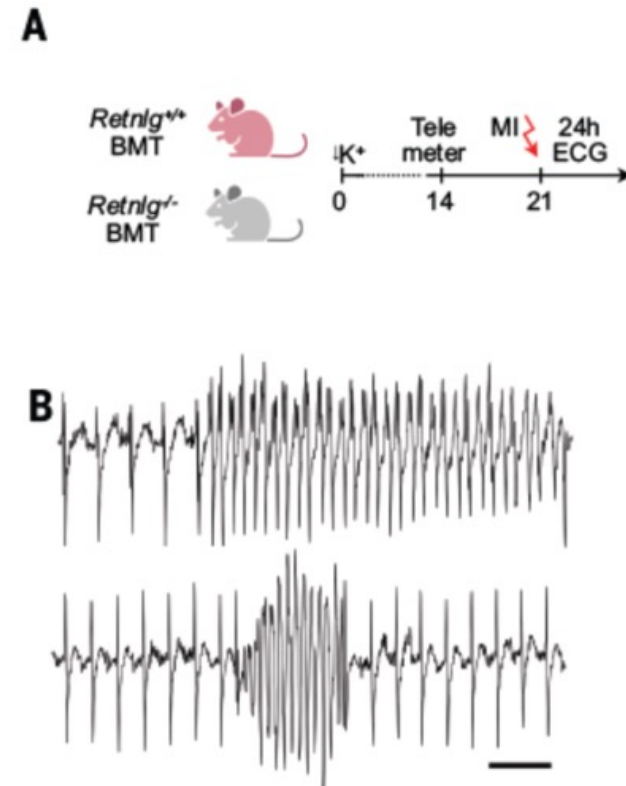 A
Retnlg+/+
BMT
Retnlg-/-
BMT
↓K+
Tele
meter
MI
24h
ECG
0
14
21
B